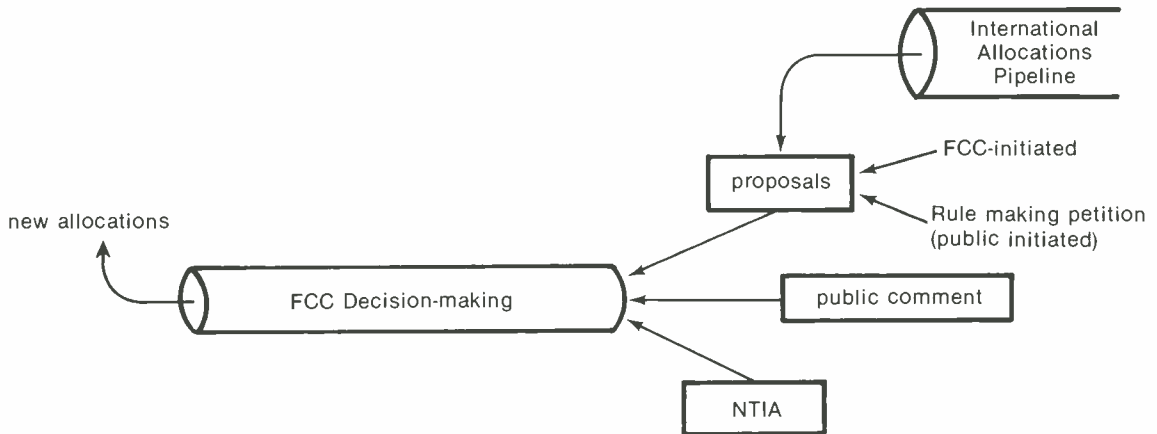 International
Allocations
Pipeline
FCC-initiated
proposals
Rule making petition
(public initiated)
new allocations
FCC Decision-making
public comment
NTIA